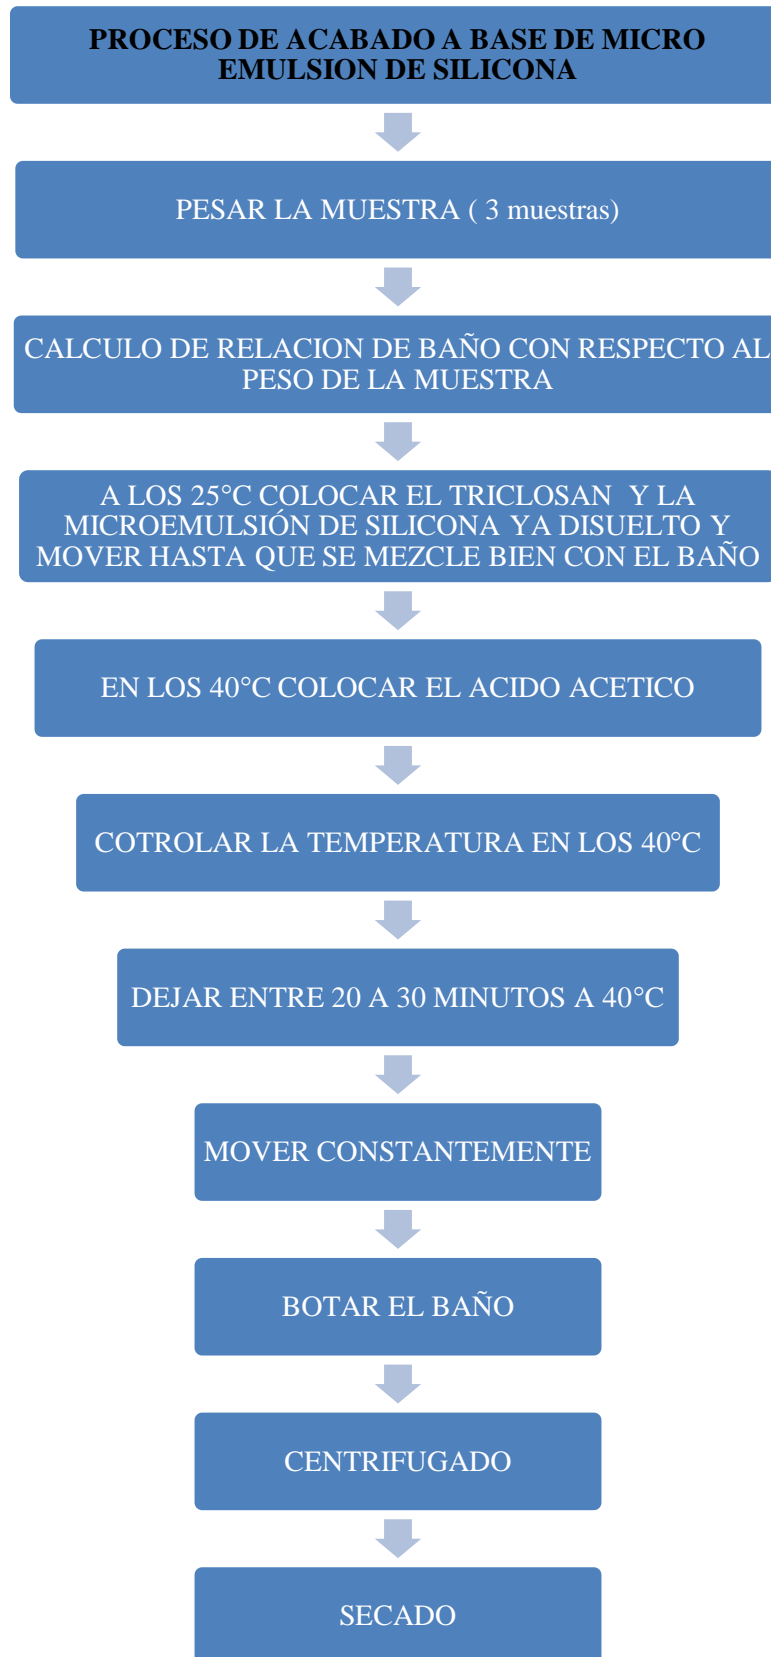 PROCESO DE ACABADO A BASE DE MICRO
EMULSION DE SILICONA
PESAR LA MUESTRA ( 3 muestras)
CALCULO DE RELACION DE BAÑO CON RESPECTO AL
PESO DE LA MUESTRA
A LOS 25°C COLOCAR EL TRICLOSAN Y LA
MICROEMULSIÓN DE SILICONA YA DISUELTO Y
MOVER HASTA QUE SE MEZCLE BIEN CON EL BAÑO
EN LOS 40°C COLOCAR EL ACIDO ACETICO
COTROLAR LA TEMPERATURA EN LOS 40°C
DEJAR ENTRE 20 A 30 MINUTOS A 40°C
MOVER CONSTANTEMENTE
BOTAR EL BAÑO
CENTRIFUGADO
SECADO